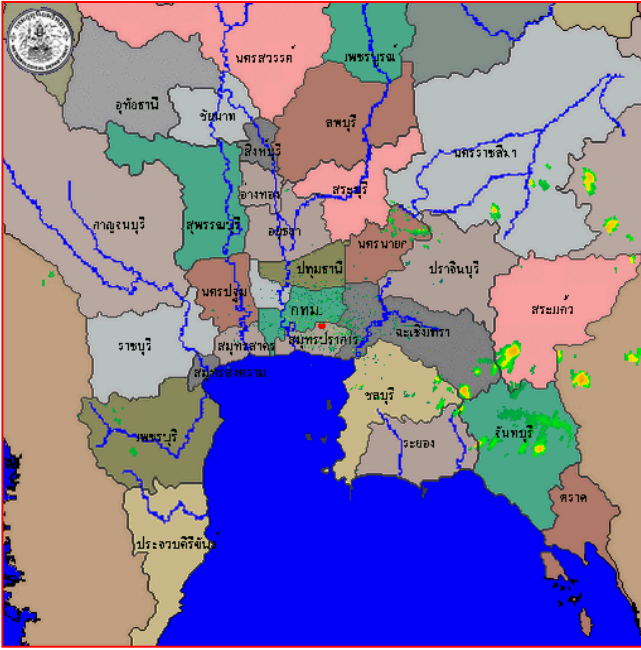 นครสวรรค์
เพชรบูรณ์
อุทัยธานี
ชัยนาท
ลพบุรี
สิงห์บุรี
นครราชสีมา
อ่างทอง
สระบุรี
กาญจนบุรี
สุพรรณบุรี
อยุธยา
นครนายก
ปทุมธานี
ปราจีนบุรี
นครปฐม
กทม.
สระแก้ว
ราชบุรี
สมุทรสาคร
สมุทรปราการ
ฉะเชิงเทรา
สมุทรสงคราม
ชลบุรี
เพชรบุรี
ระยอง
จันทบุรี
ตราด
ประจวบคีรีขันธ์